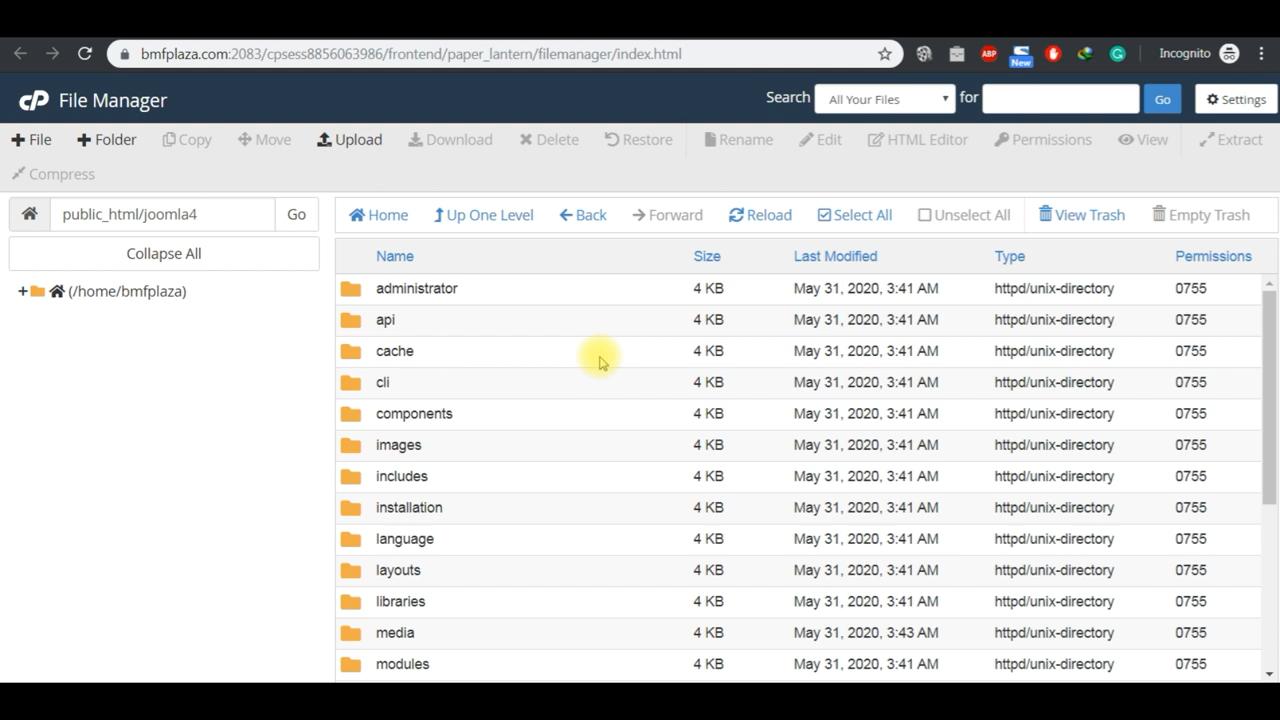 bmfplaza.com:2083/cpsess8856063986/frontend/paper_lantern/filemanager/index.html
ABP
New
Incognito
cP File Manager
Search All Your Files for Go Settings
File Folder Copy Move Upload Download Delete Restore Rename Edit HTML Editor Permissions View Extract
Compress
public_html/joomla4 Go
Home Up One Level Back Forward Reload Select All Unselect All View Trash Empty Trash
Collapse All
+ (/home/bmfplaza)
Name Size Last Modified Type Permissions
administrator 4 KB May 31, 2020, 3:41 AM httpd/unix-directory 0755
api 4 KB May 31, 2020, 3:41 AM httpd/unix-directory 0755
cache 4 KB May 31, 2020, 3:41 AM httpd/unix-directory 0755
cli 4 KB May 31, 2020, 3:41 AM httpd/unix-directory 0755
components 4 KB May 31, 2020, 3:41 AM httpd/unix-directory 0755
images 4 KB May 31, 2020, 3:41 AM httpd/unix-directory 0755
includes 4 KB May 31, 2020, 3:41 AM httpd/unix-directory 0755
installation 4 KB May 31, 2020, 3:41 AM httpd/unix-directory 0755
language 4 KB May 31, 2020, 3:41 AM httpd/unix-directory 0755
layouts 4 KB May 31, 2020, 3:41 AM httpd/unix-directory 0755
libraries 4 KB May 31, 2020, 3:41 AM httpd/unix-directory 0755
media 4 KB May 31, 2020, 3:43 AM httpd/unix-directory 0755
modules 4 KB May 31, 2020, 3:41 AM httpd/unix-directory 0755